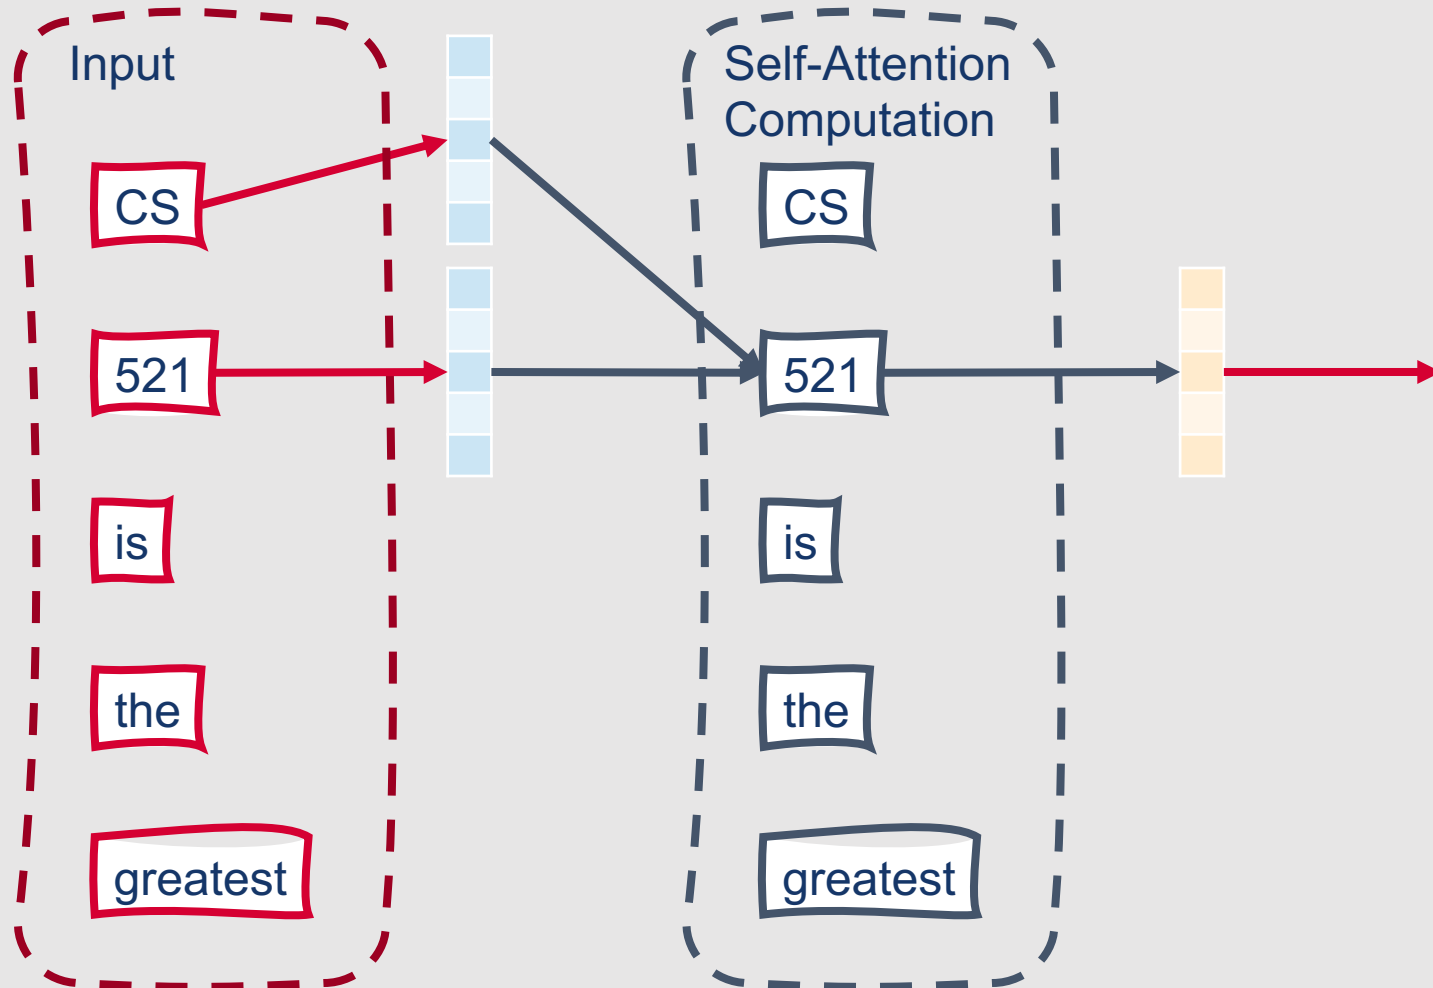 Input
CS
521
is
the
greatest
Self-Attention
Computation
CS
521
is
the
greatest